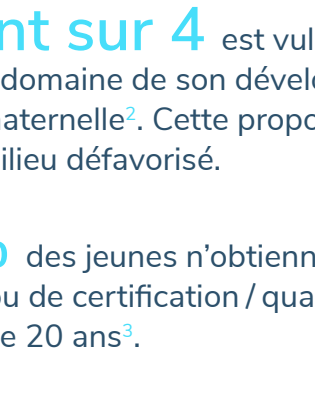 nt sur 4 est vul
domaine de son dévelo
aternelle². Cette propo
ilieu défavorisé.
des jeunes n’obtienn
u de certification / qua
e 20 ans³.